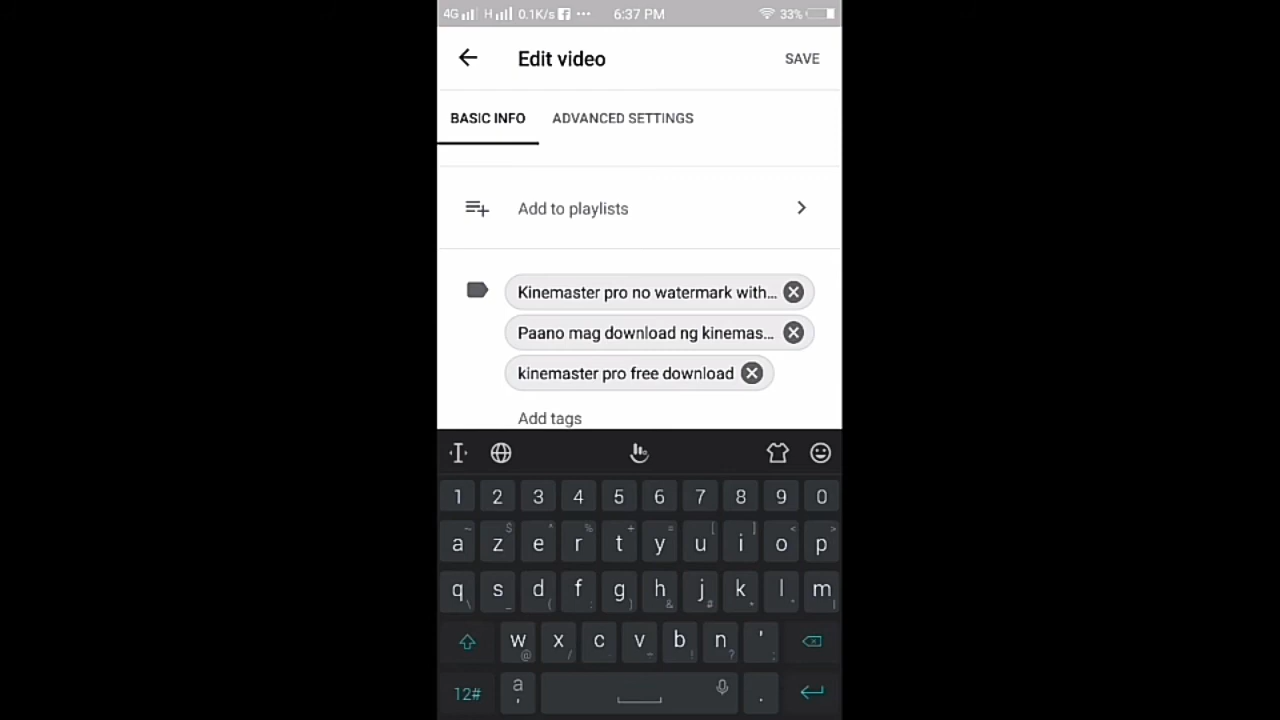 4G H 0.1K/s ... 6:37 PM 33%
Edit video SAVE
BASIC INFO ADVANCED SETTINGS
Add to playlists
Kinemaster pro no watermark with...
Paano mag download ng kinemas...
kinemaster pro free download
Add tags
1 2 3 4 5 6 7 8 9 0
a z e r t y u i o p
q s d f g h j k l m
w x c v b n '
12# a ' .